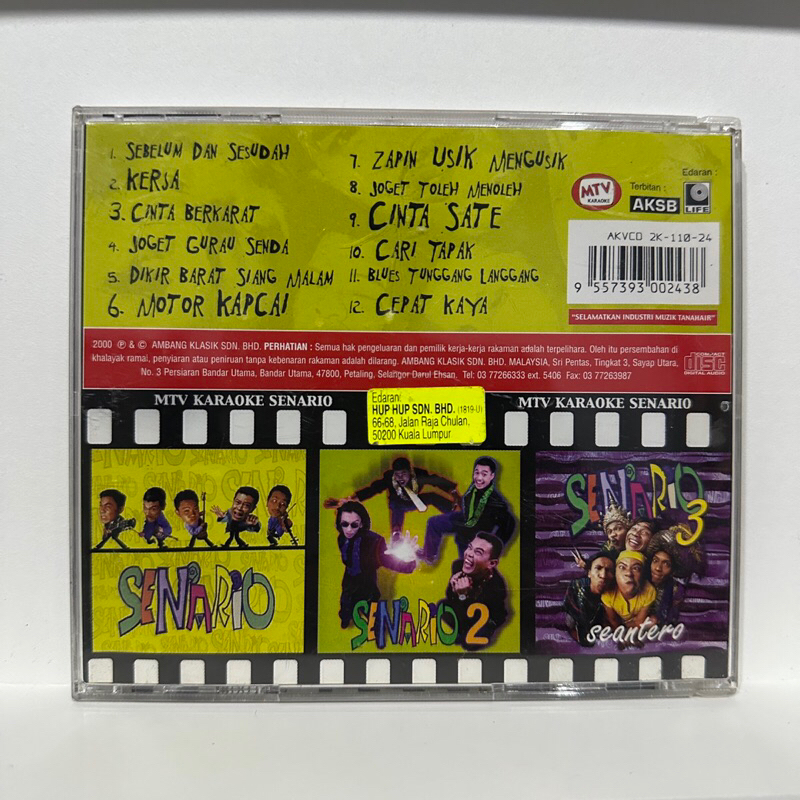 1. SEBELUM DAN SESUDAH
2. KERJA
3. CINTA BERKARAT
4. JOGET GURAU SENDA
5. DIKIR BARAT SIANG MALAM
6. MOTOR KAPCAI
7. ZAPIN USIK MENGUSIK
8. JOGET TOLEH MENOLEH
9. CINTA SATE
10. CARI TAPAK
11. BLUES TUNGGANG LANGGANG
12. CEPAT KAYA
MTV
KARAOKE
Terbitan :
AKSB
Edaran :
LIFE
AKVCD 2K-110-24
9 557393 002438
"SELAMATKAN INDUSTRI MUZIK TANAHAIR"
2000 ℗ & © AMBANG KLASIK SDN. BHD. PERHATIAN : Semua hak pengeluaran dan pemilik kerja-kerja rakaman adalah terpelihara. Oleh itu persembahan di
khalayak ramai, penyiaran atau peniruan tanpa kebenaran rakaman adalah dilarang. AMBANG KLASIK SDN. BHD. MALAYSIA, Sri Pentas, Tingkat 3, Sayap Utara,
No. 3 Persiaran Bandar Utama, Bandar Utama, 47800, Petaling, Selangor Darul Ehsan. Tel: 03 77266333 ext. 5406 Fax: 03 77263987
COMPACT
disc
DIGITAL AUDIO
MTV KARAOKE SENARIO
Edaran:
HUP HUP SDN. BHD. (1819-U)
66-68, Jalan Raja Chulan,
50200 Kuala Lumpur
MTV KARAOKE SENARIO
SENARIO
SENARIO 2
SENARIO
3
seantero